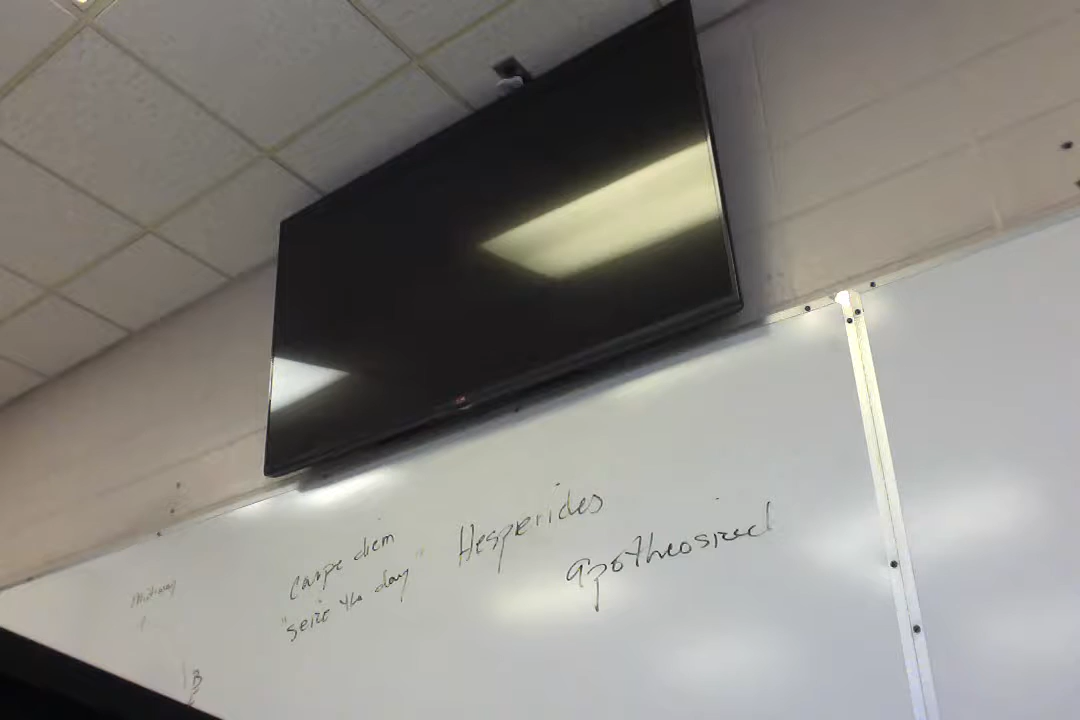 carpe diem
"seize the day"
Hesperides
apotheosized
B